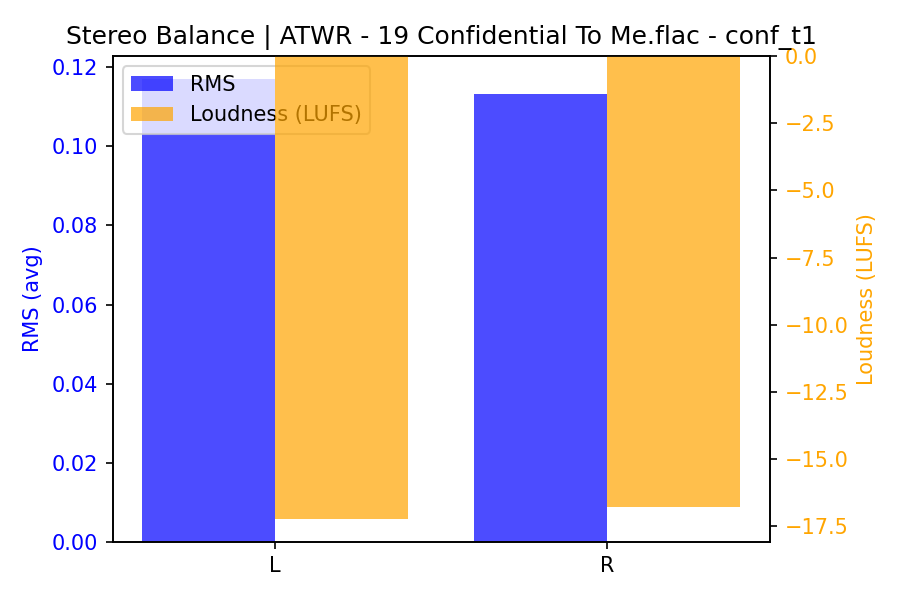 Stereo Balance | ATWR - 19 Confidential To Me.flac - conf_t1
RMS
Loudness (LUFS)
RMS (avg)
0.12
0.10
0.08
0.06
0.04
0.02
0.00
L
R
0.0
−2.5
−5.0
−7.5
−10.0
−12.5
−15.0
−17.5
Loudness (LUFS)